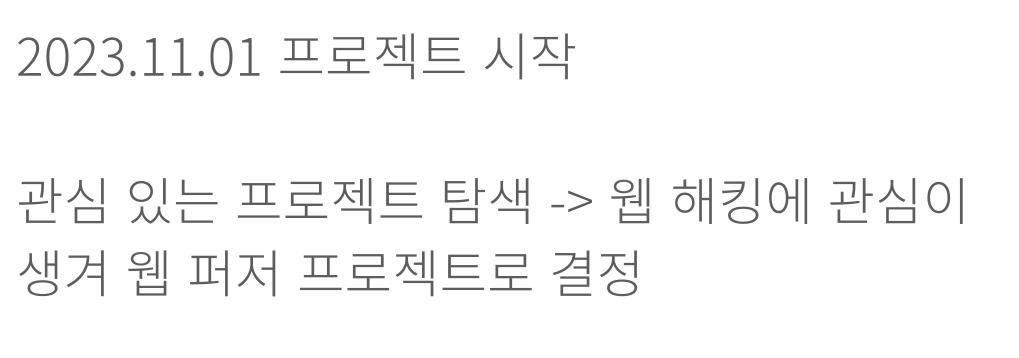 2023.11.01 프로젝트 시작
관심 있는 프로젝트 탐색 -> 웹 해킹에 관심이
생겨 웹 퍼저 프로젝트로 결정